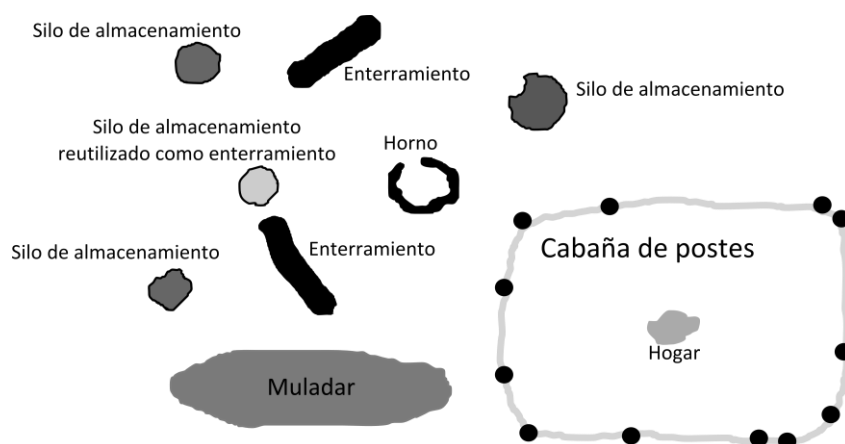 Silo de almacenamiento
Enterramiento
Silo de almacenamiento
Silo de almacenamiento
reutilizado como enterramiento
Horno
Silo de almacenamiento
Enterramiento
Cabaña de postes
Hogar
Muladar